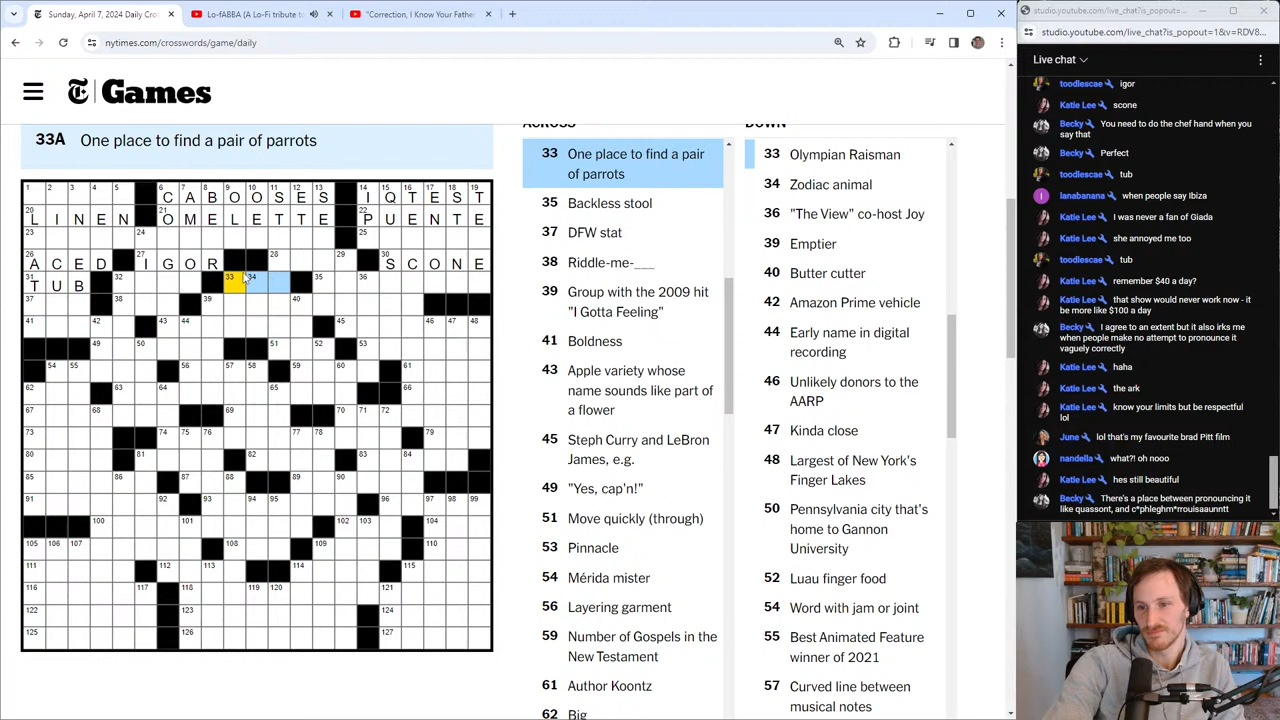 Sunday, April 7, 2024 Daily Cro
Lo-fABBA (A Lo-Fi tribute to
"Correction, I Know Your Father
nytimes.com/crosswords/game/daily
Games
33A One place to find a pair of parrots
ACROSS
33 One place to find a pair
of parrots
35 Backless stool
37 DFW stat
38 Riddle-me-___
39 Group with the 2009 hit
"I Gotta Feeling"
41 Boldness
43 Apple variety whose
name sounds like part of
a flower
45 Steph Curry and LeBron
James, e.g.
49 "Yes, cap'n!"
51 Move quickly (through)
53 Pinnacle
54 Mérida mister
56 Layering garment
59 Number of Gospels in the
New Testament
61 Author Koontz
62 Big
DOWN
33 Olympian Raisman
34 Zodiac animal
36 "The View" co-host Joy
39 Emptier
40 Butter cutter
42 Amazon Prime vehicle
44 Early name in digital
recording
46 Unlikely donors to the
AARP
47 Kinda close
48 Largest of New York's
Finger Lakes
50 Pennsylvania city that's
home to Gannon
University
52 Luau finger food
54 Word with jam or joint
55 Best Animated Feature
winner of 2021
57 Curved line between
musical notes
CABOOSES IQTEST
LINEN OMELETTE PUENTE
ACED IGOR SCONE
TUB
studio.youtube.com/live_chat?is_popout=...
studio.youtube.com/live_chat?is_popout=1&v=RDV8...
Live chat
toodlescae igor
Katie Lee scone
Becky You need to do the chef hand when you
say that
Becky Perfect
toodlescae tub
lanabanana when people say Ibiza
Katie Lee I was never a fan of Giada
Katie Lee she annoyed me too
toodlescae tub
Katie Lee remember $40 a day?
Katie Lee that show would never work now - it
be more like $100 a day
Becky I agree to an extent but it also irks me
when people make no attempt to pronounce it
vaguely correctly
Katie Lee haha
Katie Lee the ark
Katie Lee know your limits but be respectful
lol
June lol that's my favourite brad Pitt film
nandella what?! oh nooo
Katie Lee hes still beautiful
Becky There's a place between pronouncing it
like quassont, and c*phleghm*rrouisaaunntt